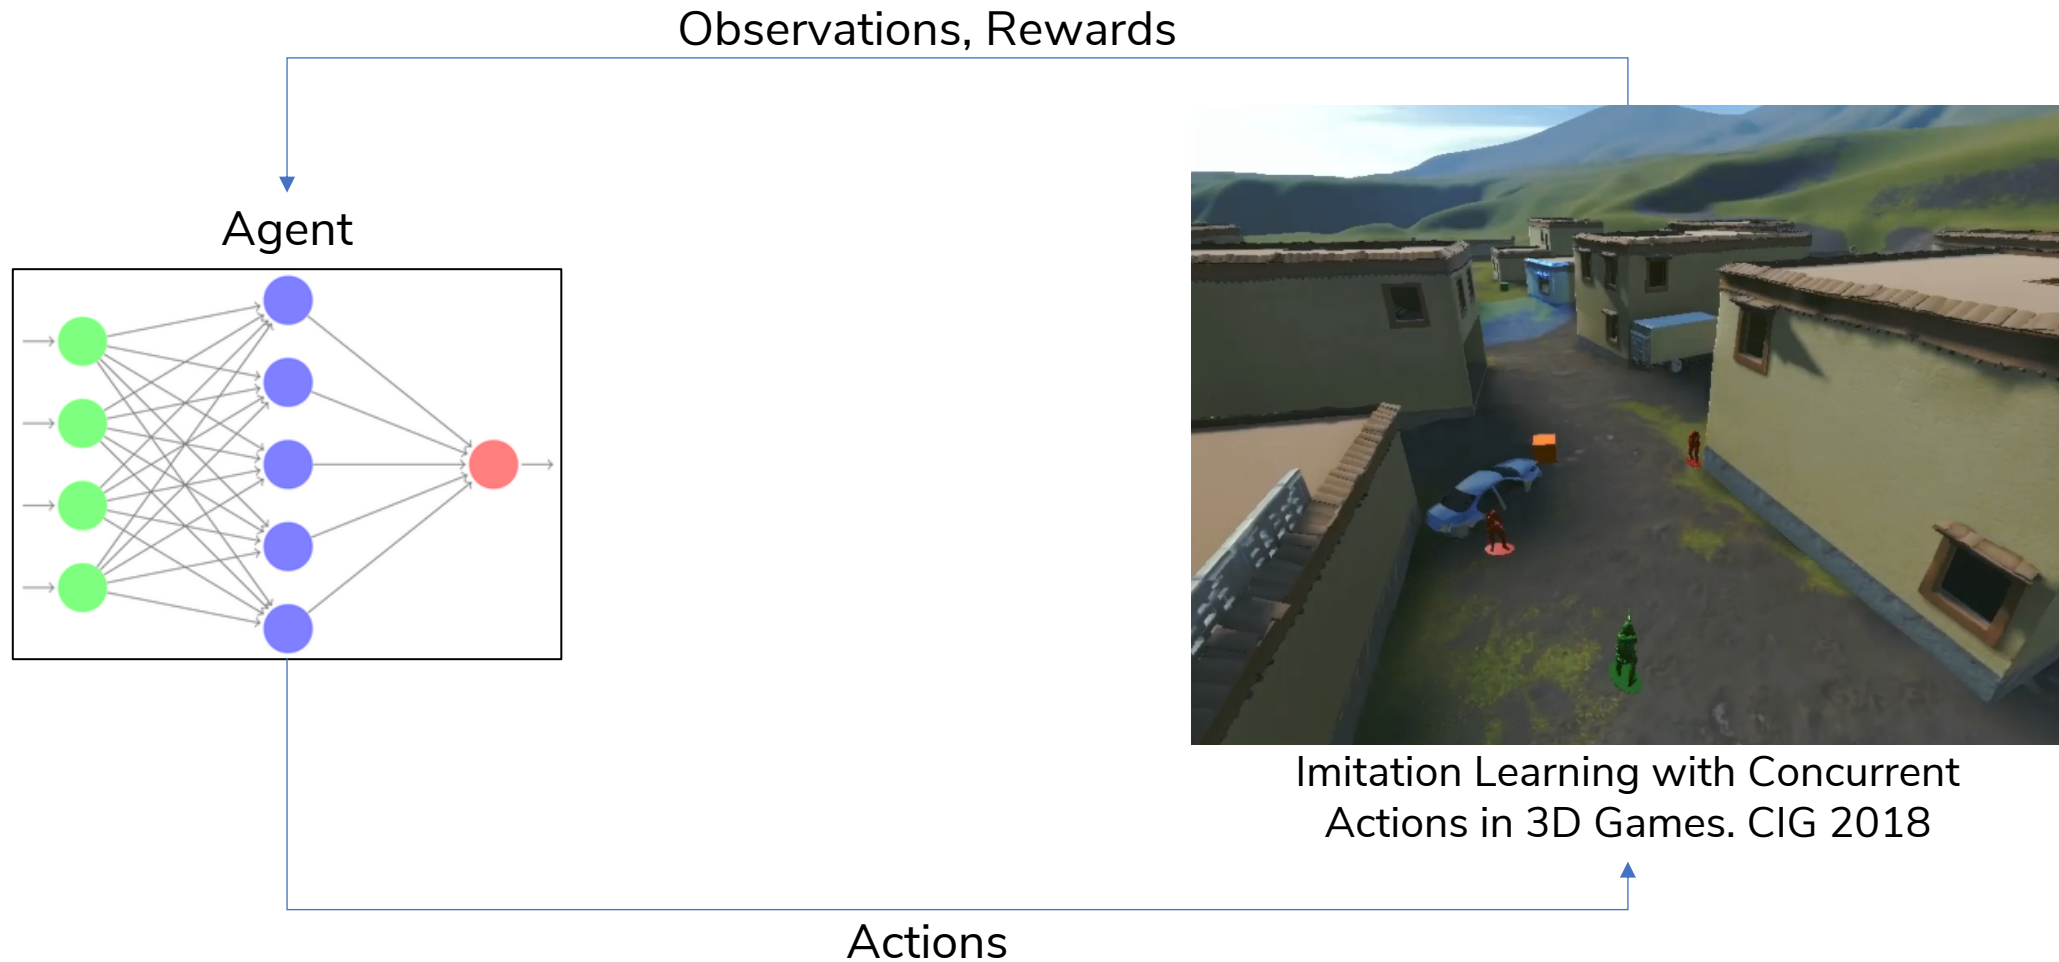 Observations, Rewards
Agent
Imitation Learning with Concurrent
Actions in 3D Games. CIG 2018
Actions